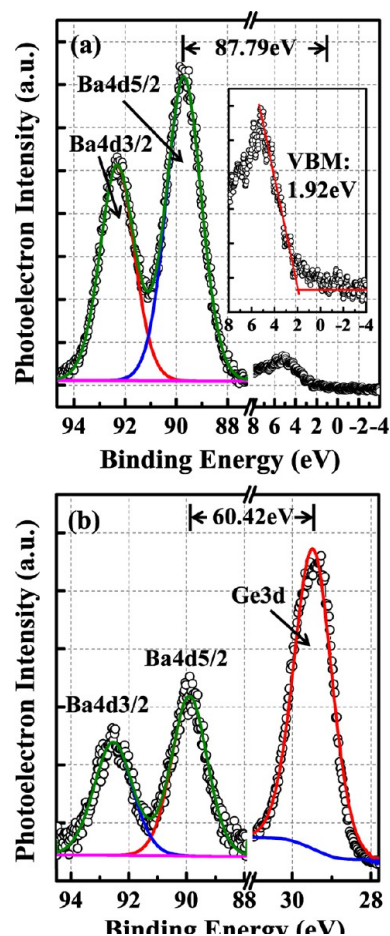 (a)
87.79eV
Ba4d5/2
Ba4d3/2
VBM:
1.92eV
8 6 4 2 0 -2 -4
Photoelectron Intensity (a.u.)
94 92 90 88 8 6 4 2 0 -2 -4
Binding Energy (eV)
(b)
60.42eV
Ge3d
Ba4d5/2
Ba4d3/2
Photoelectron Intensity (a.u.)
94 92 90 88 30 28
Binding Energy (eV)